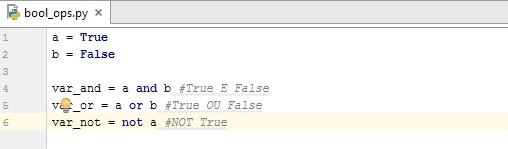 bool_ops.py ×
1 a = True
2 b = False
3
4 var_and = a and b #True E False
5 var_or = a or b #True OU False
6 var_not = not a #NOT True